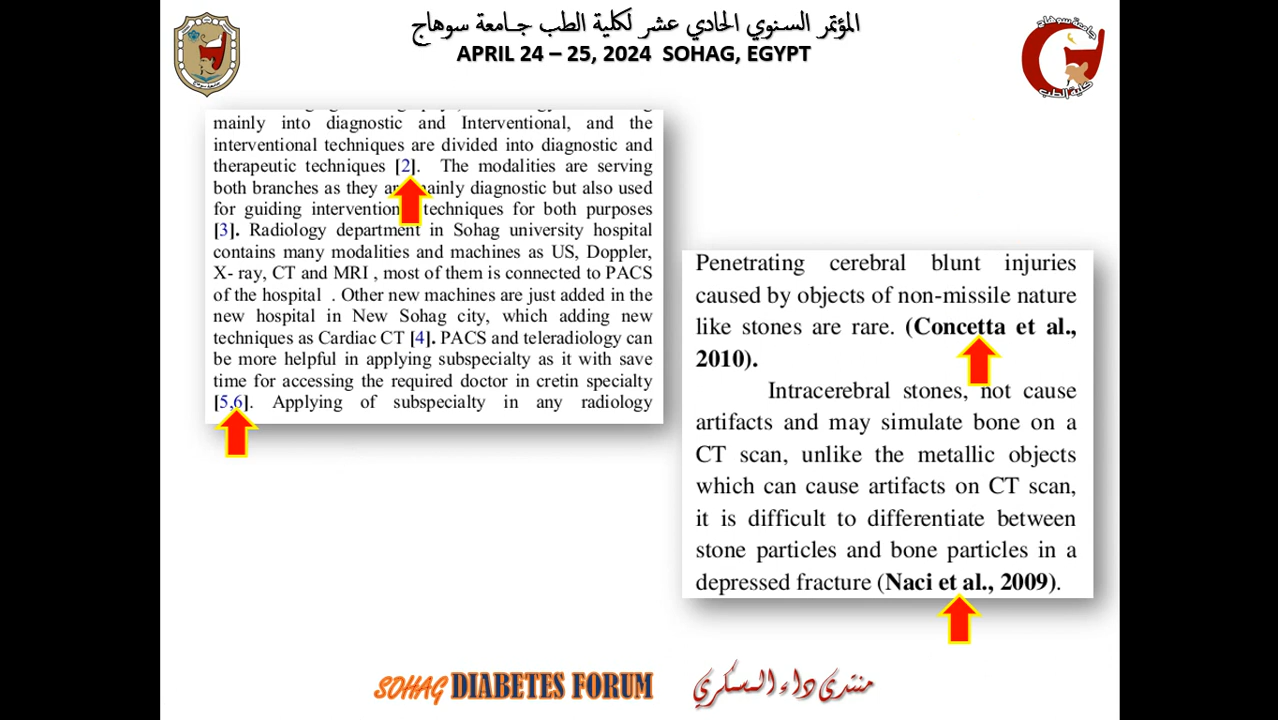 المؤتمر السنوي الحادي عشر لكلية الطب جامعة سوهاج
APRIL 24 – 25, 2024 SOHAG, EGYPT
جامعة سوهاج
كلية الطب
mainly into diagnostic and Interventional, and the
interventional techniques are divided into diagnostic and
therapeutic techniques [2]. The modalities are serving
both branches as they are mainly diagnostic but also used
for guiding intervention techniques for both purposes
[3]. Radiology department in Sohag university hospital
contains many modalities and machines as US, Doppler,
X- ray, CT and MRI , most of them is connected to PACS
of the hospital . Other new machines are just added in the
new hospital in New Sohag city, which adding new
techniques as Cardiac CT [4]. PACS and teleradiology can
be more helpful in applying subspecialty as it with save
time for accessing the required doctor in cretin specialty
[5,6]. Applying of subspecialty in any radiology
Penetrating cerebral blunt injuries
caused by objects of non-missile nature
like stones are rare. (Concetta et al.,
2010).
Intracerebral stones, not cause
artifacts and may simulate bone on a
CT scan, unlike the metallic objects
which can cause artifacts on CT scan,
it is difficult to differentiate between
stone particles and bone particles in a
depressed fracture (Naci et al., 2009).
SOHAG DIABETES FORUM
منتدى داء السكري